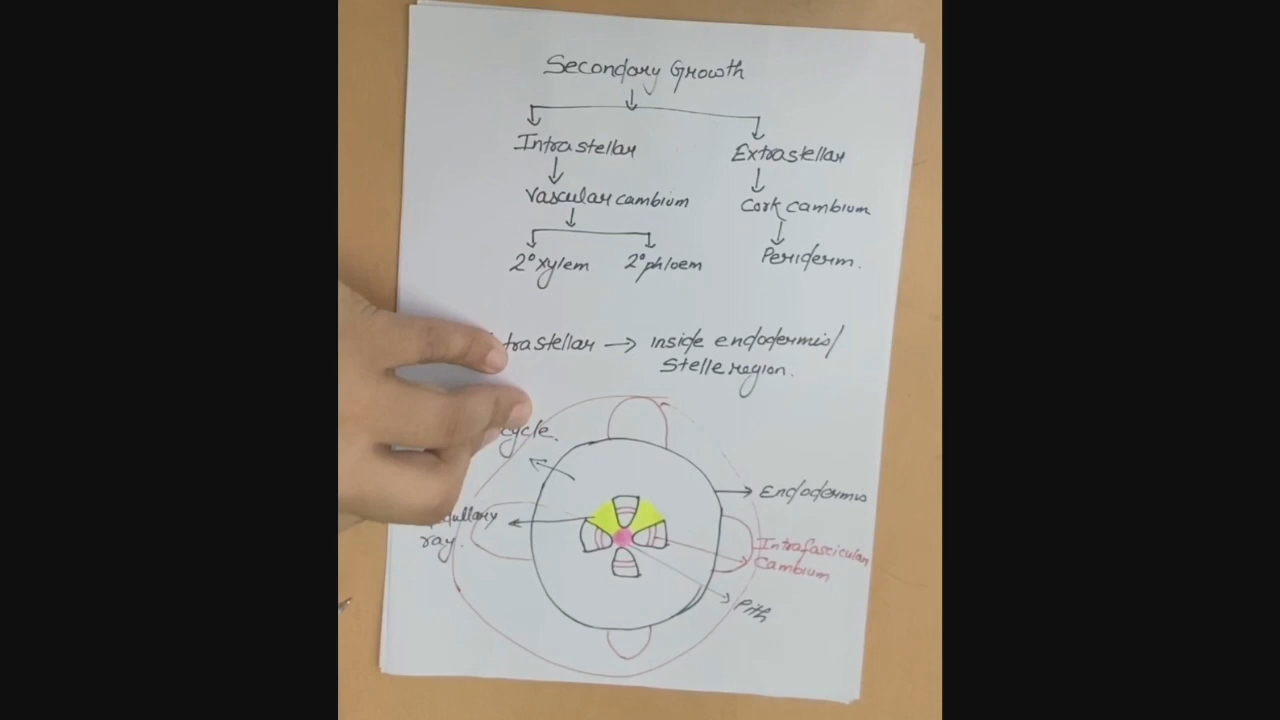 Secondary Growth
Intrastellar Extrastellar
Vascular cambium Cork cambium
2° xylem 2° phloem Periderm.
trastellar → inside endodermis/
Stelle region.
cycle.
Endodermis
dullary
ray.
Intrafascicular
Cambium
Pith